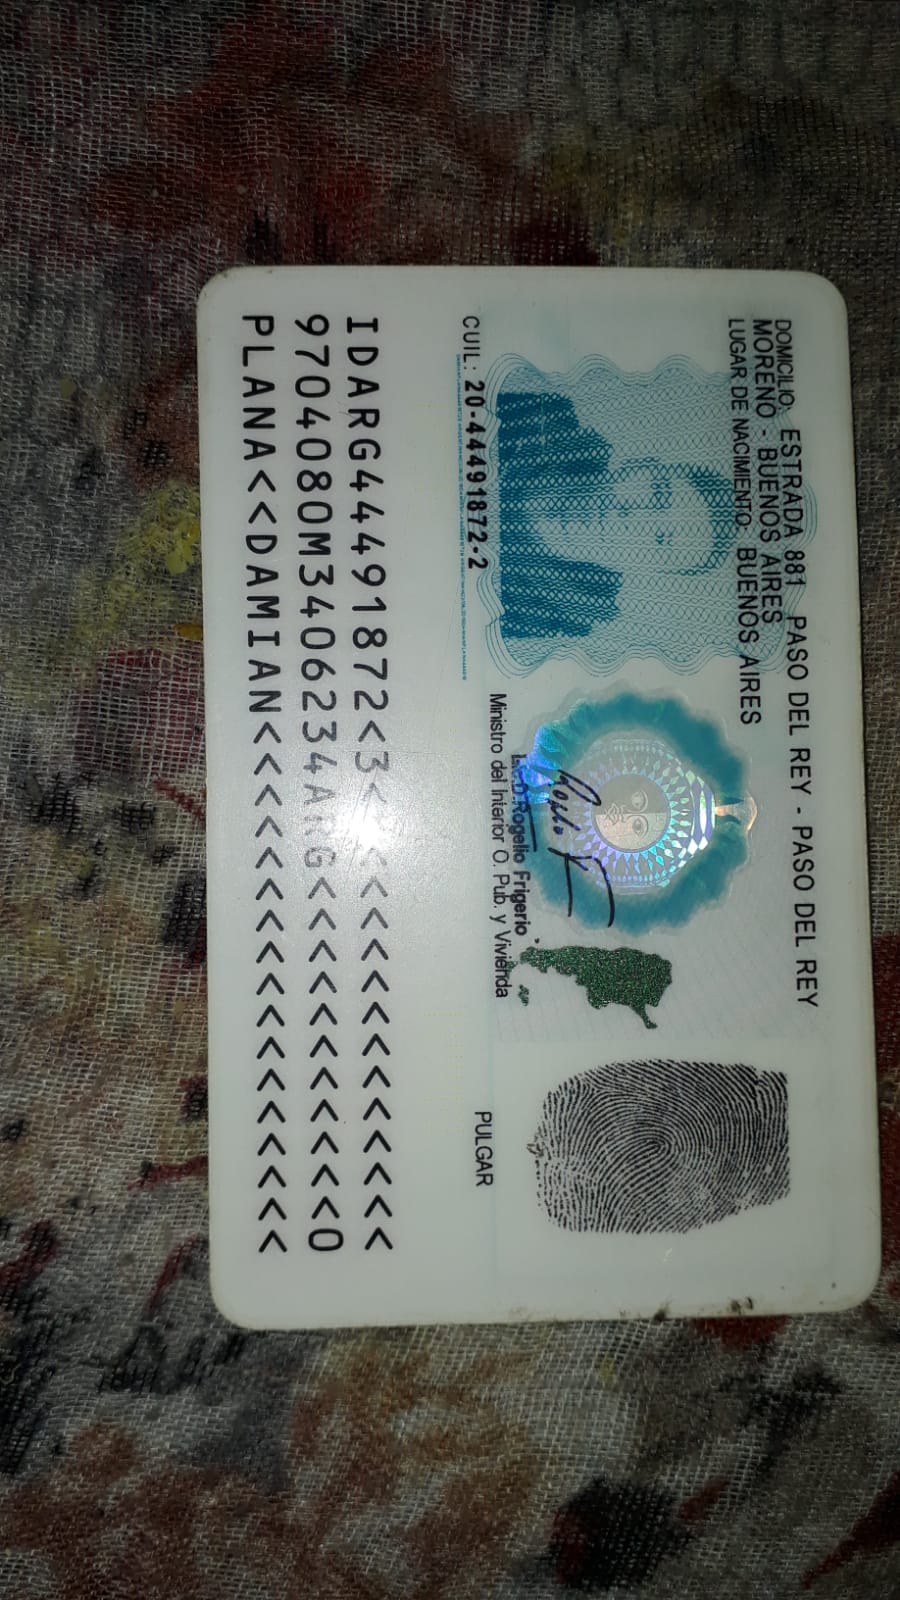 DOMICILIO: ESTRADA 881 PASO DEL REY - PASO DEL REY
MORENO - BUENOS AIRES
LUGAR DE NACIMIENTO: BUENOS AIRES
CUIL: 20-44491872-2
Rogelio Frigerio
Ministro del Interior O. Pub. y Vivienda
PULGAR
IDARG44491872<3<<<<<<<<<<<<<<<
9704080M3406234ARG<<<<<<<<<<<0
PLANA<<DAMIAN<<<<<<<<<<<<<<<<<